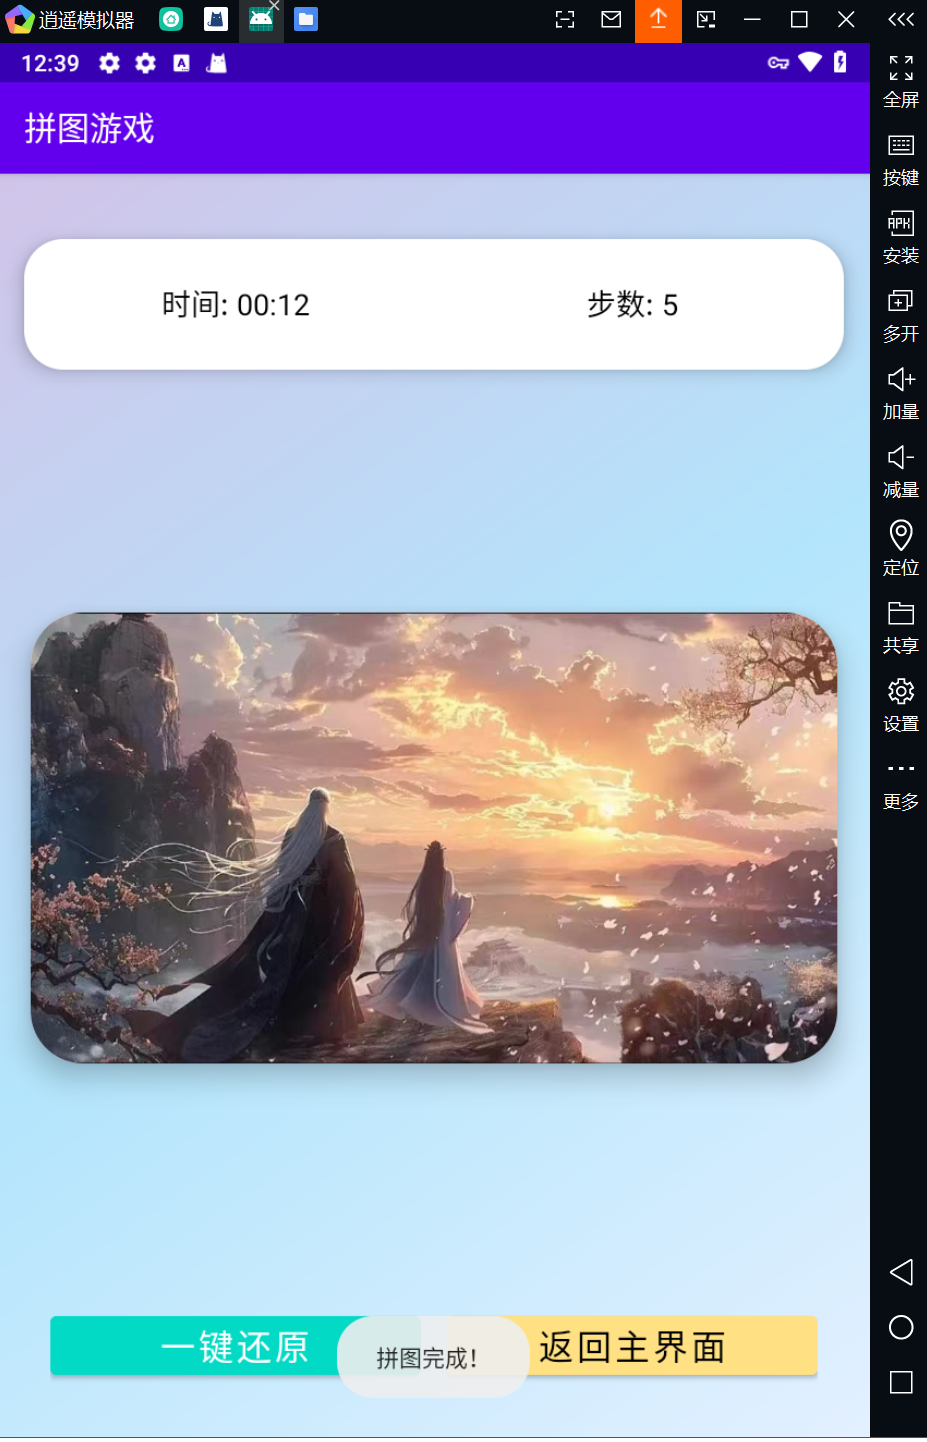 逍遥模拟器
12:39
A
全屏
拼图游戏
按键
APK
安装
时间: 00:12
步数: 5
多开
加量
减量
定位
共享
设置
更多
一键还原
返回主界面
拼图完成！